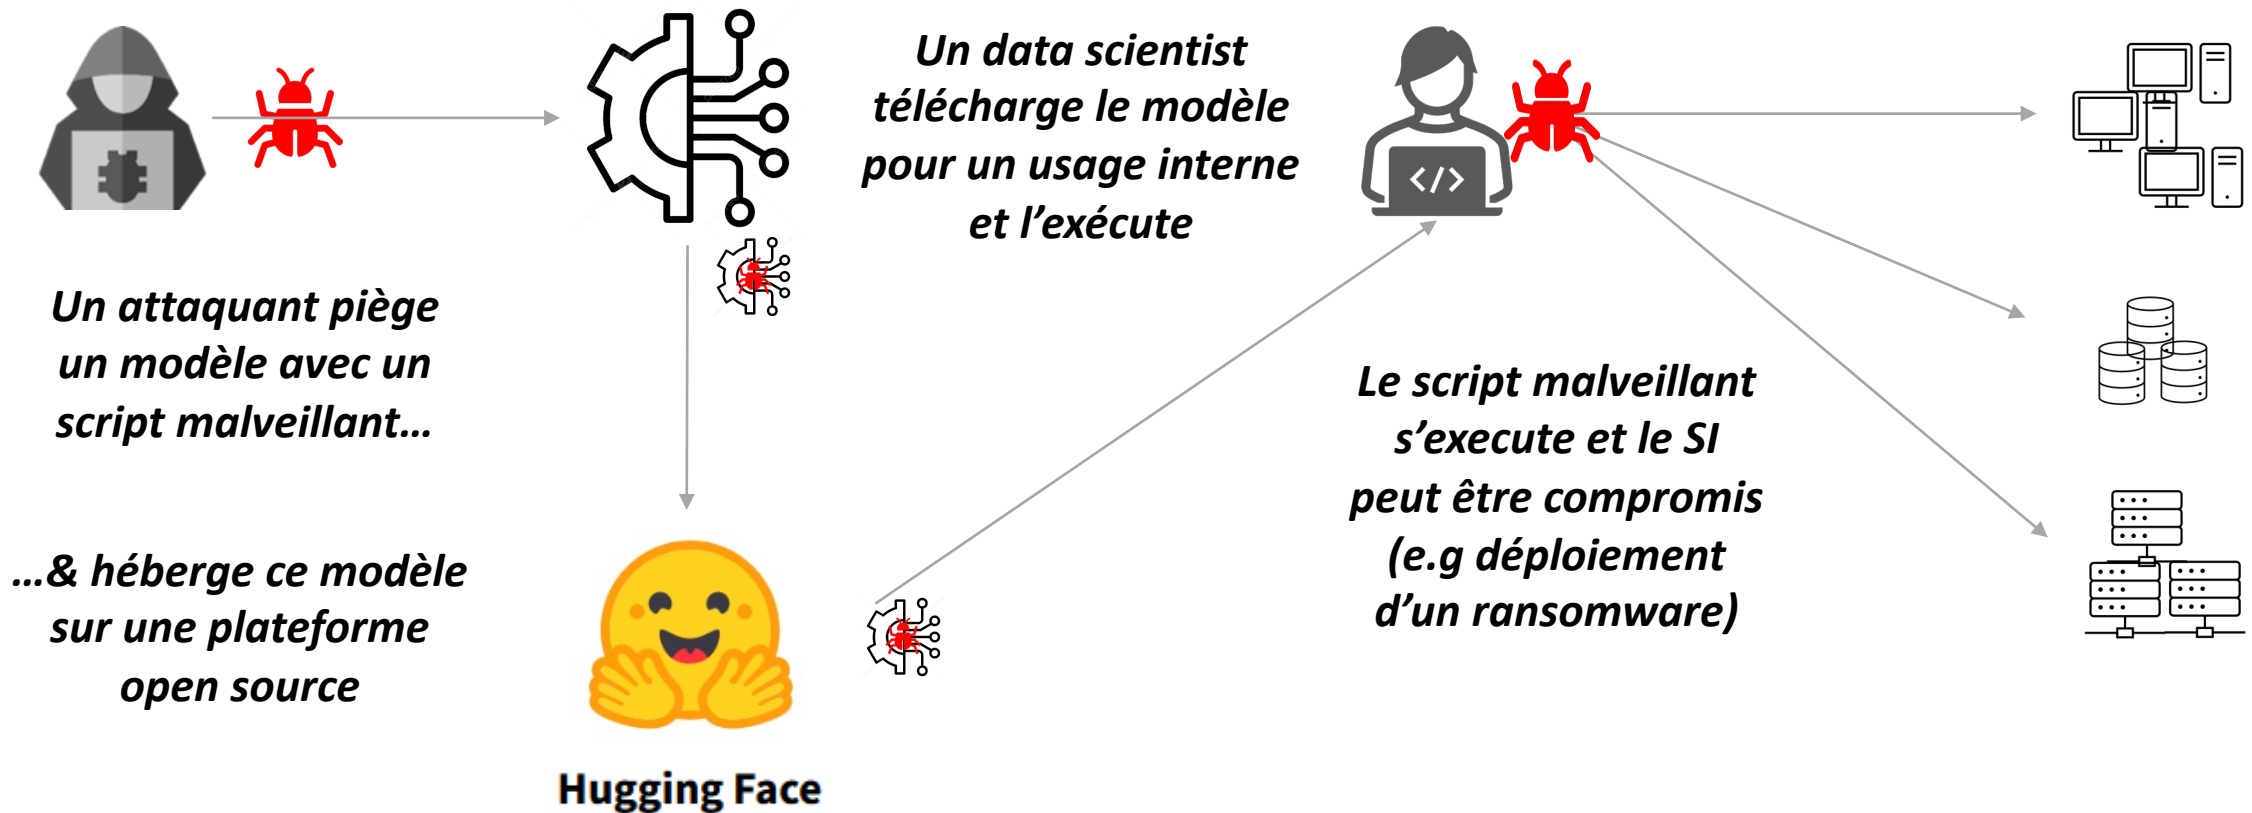 Un attaquant piège
un modèle avec un
script malveillant…
…& héberge ce modèle
sur une plateforme
open source
Hugging Face
Un data scientist
télécharge le modèle
pour un usage interne
et l’exécute
</>
Le script malveillant
s’execute et le SI
peut être compromis
(e.g déploiement
d’un ransomware)